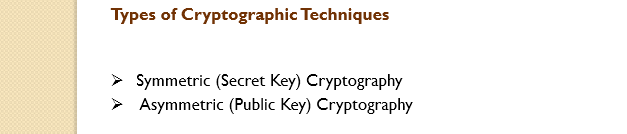 Types of Cryptographic Techniques
➢ Symmetric (Secret Key) Cryptography
➢ Asymmetric (Public Key) Cryptography